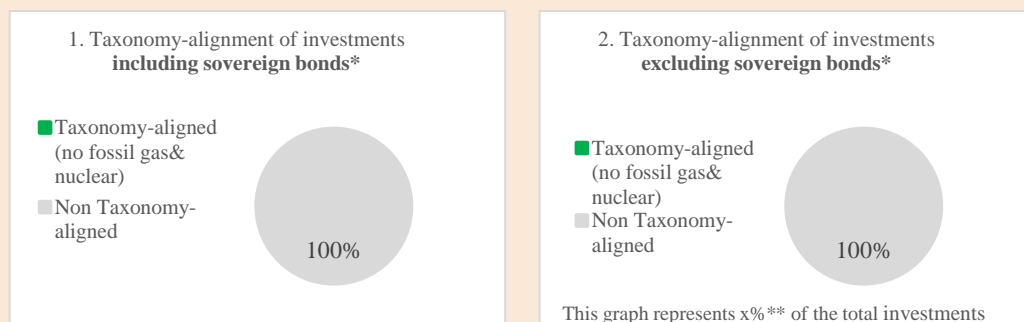 1. Taxonomy-alignment of investments
including sovereign bonds*
Taxonomy-aligned
(no fossil gas&
nuclear)
Non Taxonomy-
aligned
100%
2. Taxonomy-alignment of investments
excluding sovereign bonds*
Taxonomy-aligned
(no fossil gas&
nuclear)
Non Taxonomy-
aligned
100%
This graph represents x%** of the total investments